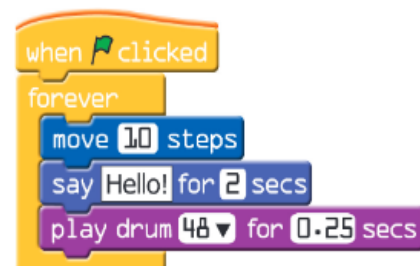 when clicked
forever
move 10 steps
say Hello! for 2 secs
play drum 48 for 0.25 secs